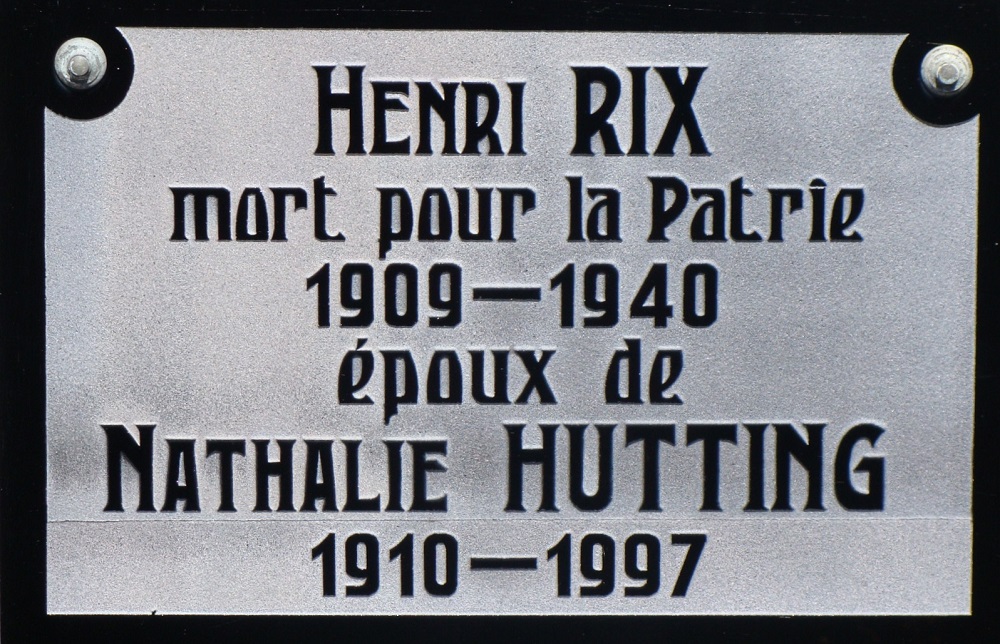 Henri RIX
mort pour la Patrie
1909—1940
époux de
Nathalie HUTTING
1910—1997